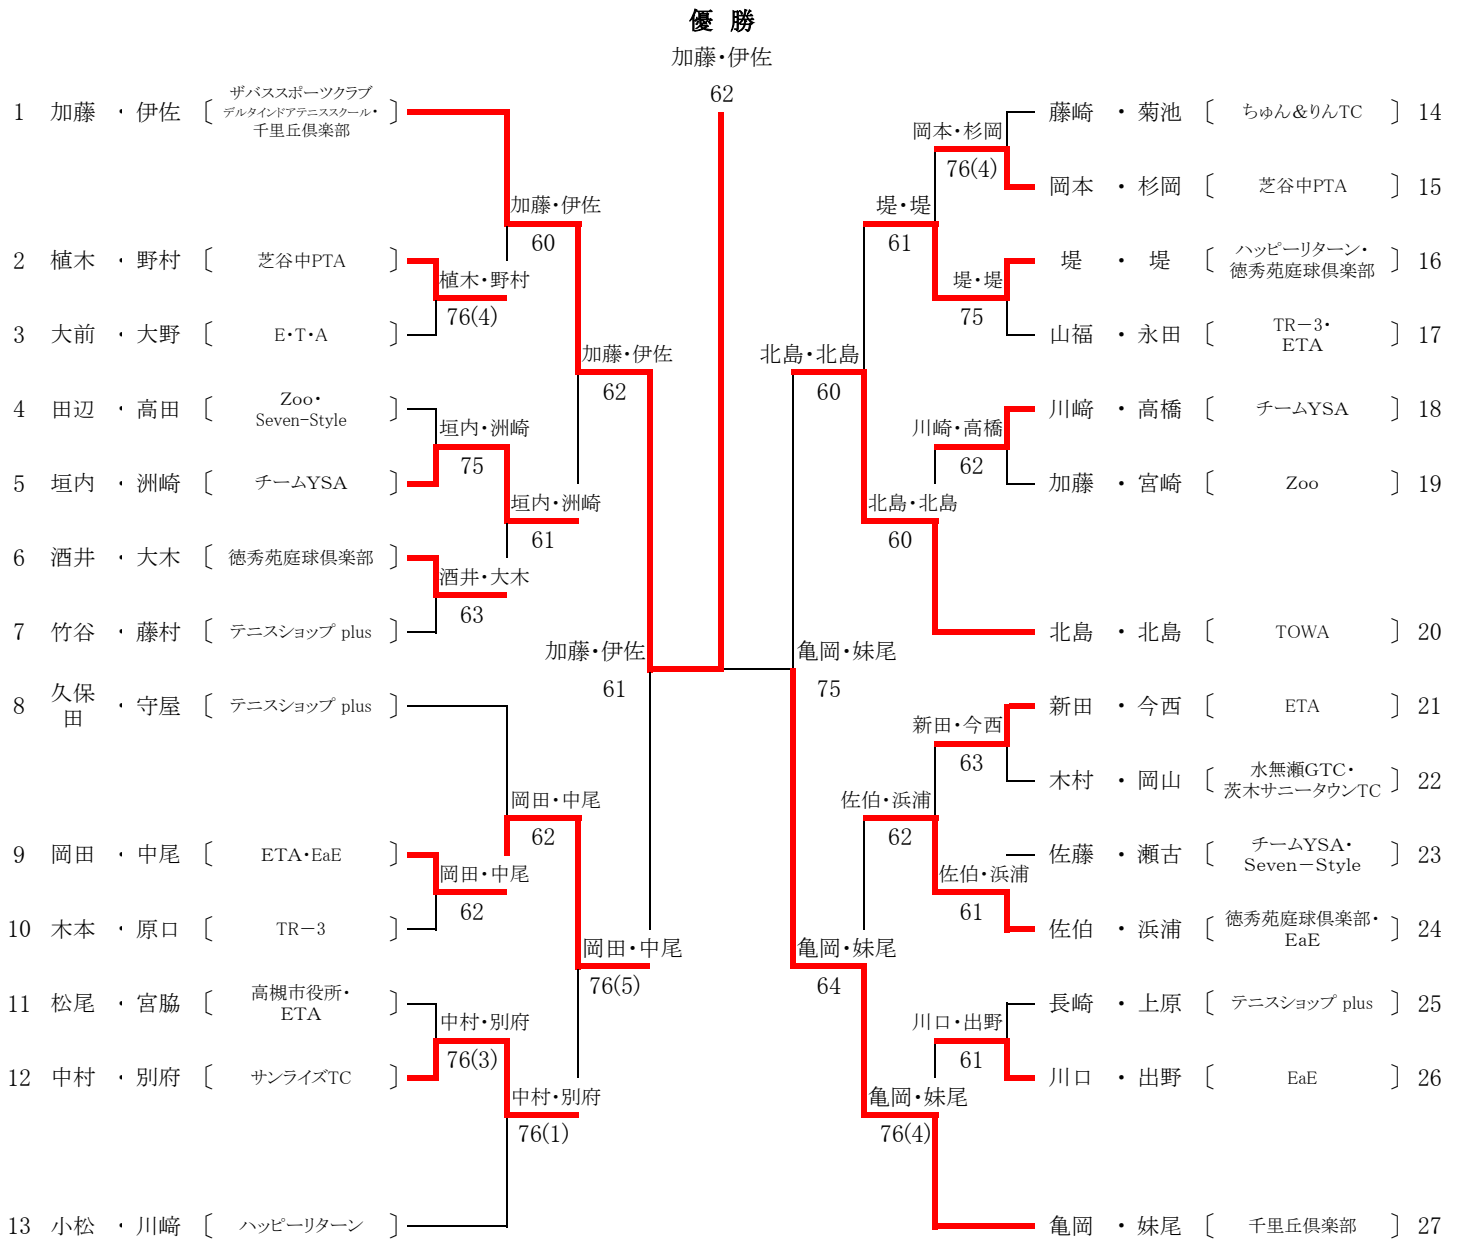 優 勝
加藤・伊佐
62
1 加藤 ・ 伊佐 〔 ザバススポーツクラブ
デルタインドアテニススクール・
千里丘倶楽部 〕
加藤・伊佐
60
2 植木 ・ 野村 〔 芝谷中PTA 〕
植木・野村
76(4)
3 大前 ・ 大野 〔 E・T・A 〕
加藤・伊佐
62
4 田辺 ・ 高田 〔 Zoo・
Seven-Style 〕
垣内・洲崎
75
5 垣内 ・ 洲崎 〔 チームYSA 〕
垣内・洲崎
61
6 酒井 ・ 大木 〔 徳秀苑庭球倶楽部 〕
酒井・大木
63
7 竹谷 ・ 藤村 〔 テニスショップ plus 〕
加藤・伊佐
61
8 久保
田 ・ 守屋 〔 テニスショップ plus 〕
岡田・中尾
62
9 岡田 ・ 中尾 〔 ETA・EaE 〕
岡田・中尾
62
10 木本 ・ 原口 〔 TR－3 〕
岡田・中尾
76(5)
11 松尾 ・ 宮脇 〔 高槻市役所・
ETA 〕
中村・別府
76(3)
12 中村 ・ 別府 〔 サンライズTC 〕
中村・別府
76(1)
13 小松 ・ 川﨑 〔 ハッピーリターン 〕
藤崎 ・ 菊池 〔 ちゅん&りんTC 〕 14
岡本・杉岡
76(4)
岡本 ・ 杉岡 〔 芝谷中PTA 〕 15
堤・堤
61
堤 ・ 堤 〔 ハッピーリターン・
徳秀苑庭球倶楽部 〕 16
堤・堤
75
山福 ・ 永田 〔 TR－3・
ETA 〕 17
北島・北島
60
川﨑 ・ 高橋 〔 チームYSA 〕 18
川崎・高橋
62
加藤 ・ 宮崎 〔 Zoo 〕 19
北島・北島
60
北島 ・ 北島 〔 TOWA 〕 20
亀岡・妹尾
75
新田 ・ 今西 〔 ETA 〕 21
新田・今西
63
木村 ・ 岡山 〔 水無瀬GTC・
茨木サニータウンTC 〕 22
佐伯・浜浦
62
佐藤 ・ 瀬古 〔 チームYSA・
Seven－Style 〕 23
佐伯・浜浦
61
佐伯 ・ 浜浦 〔 徳秀苑庭球倶楽部・
EaE 〕 24
亀岡・妹尾
64
長崎 ・ 上原 〔 テニスショップ plus 〕 25
川口・出野
61
川口 ・ 出野 〔 EaE 〕 26
亀岡・妹尾
76(4)
亀岡 ・ 妹尾 〔 千里丘倶楽部 〕 27